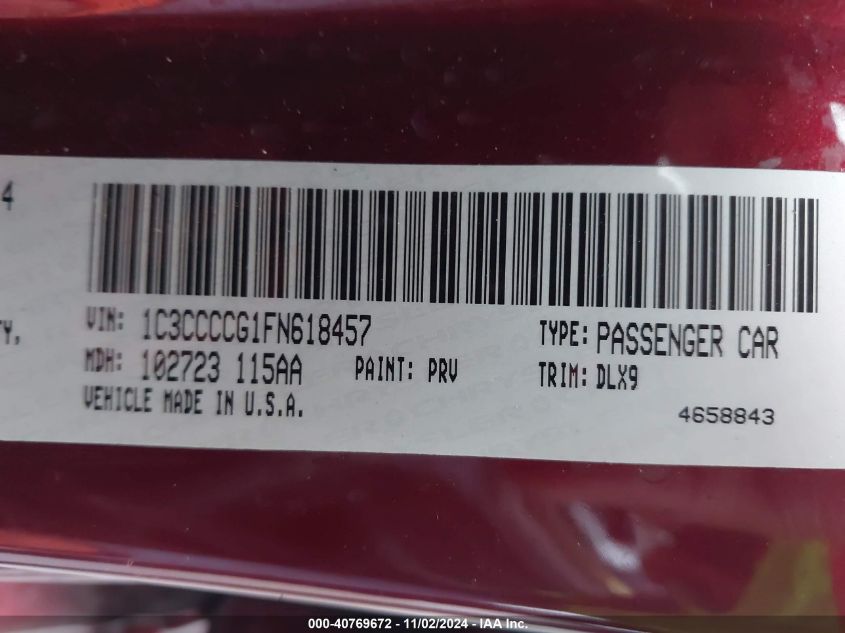 4
TY,
VIN: 1C3CCCCG1FN618457 TYPE: PASSENGER CAR
MDH: 102723 115AA PAINT: PRV TRIM: DLX9
VEHICLE MADE IN U.S.A. 4658843
000-40769672 - 11/02/2024 - IAA Inc.